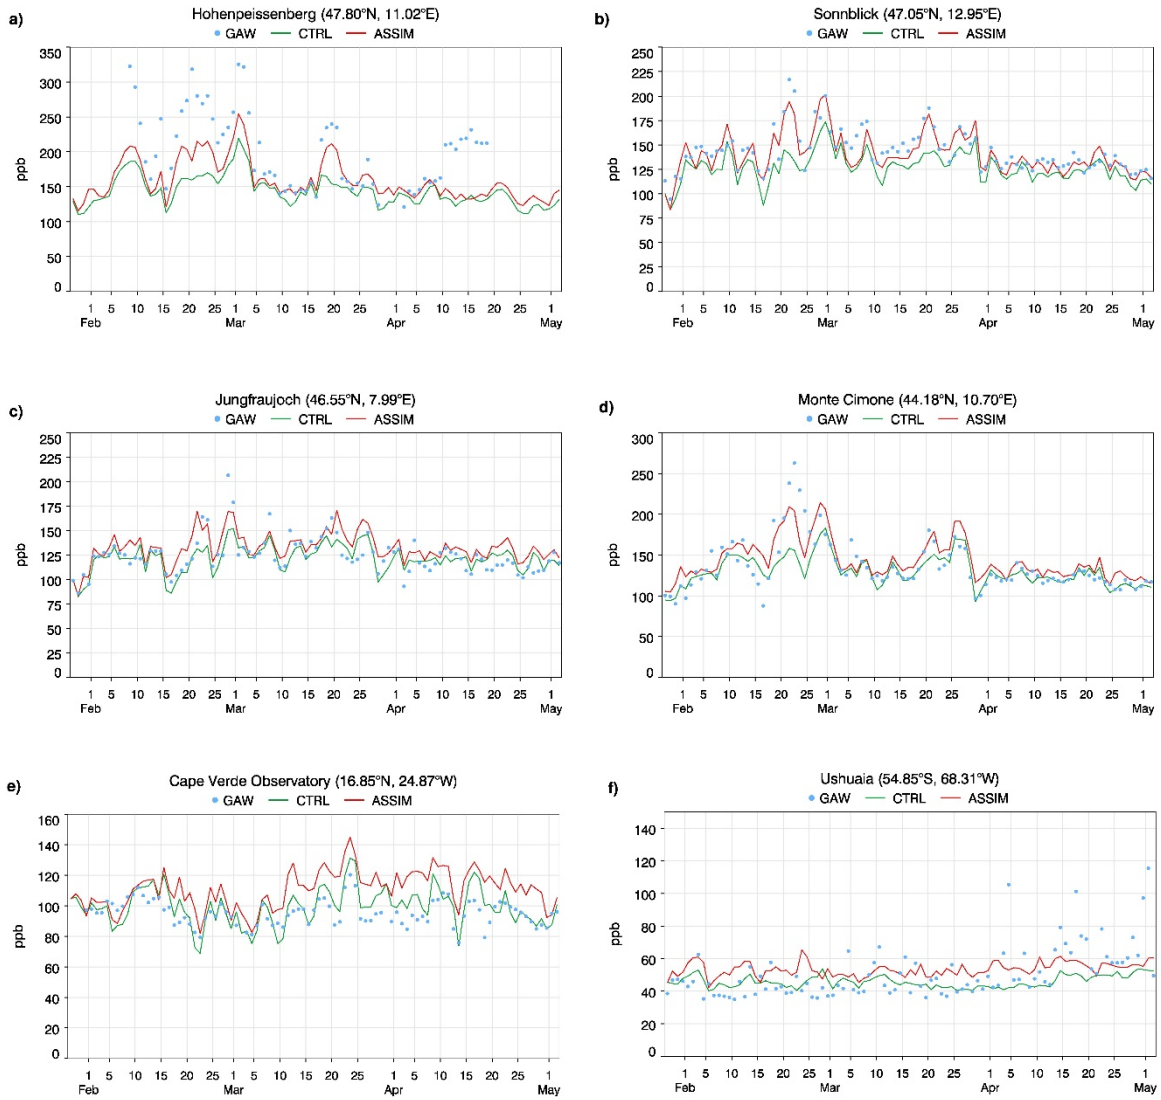 a)
Hohenpeissenberg (47.80°N, 11.02°E)
GAW CTRL ASSIM
350
300
250
200
150
100
50
0
ppb
1 5 10 15 20 25 1 5 10 15 20 25 1 5 10 15 20 25 1
Feb Mar Apr May
b)
Sonnblick (47.05°N, 12.95°E)
GAW CTRL ASSIM
250
225
200
175
150
125
100
75
50
25
0
ppb
1 5 10 15 20 25 1 5 10 15 20 25 1 5 10 15 20 25 1
Feb Mar Apr May
c)
Jungfraujoch (46.55°N, 7.99°E)
GAW CTRL ASSIM
250
225
200
175
150
125
100
75
50
25
0
ppb
1 5 10 15 20 25 1 5 10 15 20 25 1 5 10 15 20 25 1
Feb Mar Apr May
d)
Monte Cimone (44.18°N, 10.70°E)
GAW CTRL ASSIM
300
250
200
150
100
50
0
ppb
1 5 10 15 20 25 1 5 10 15 20 25 1 5 10 15 20 25 1
Feb Mar Apr May
e)
Cape Verde Observatory (16.85°N, 24.87°W)
GAW CTRL ASSIM
160
140
120
100
80
60
40
20
0
ppb
1 5 10 15 20 25 1 5 10 15 20 25 1 5 10 15 20 25 1
Feb Mar Apr May
f)
Ushuaia (54.85°S, 68.31°W)
GAW CTRL ASSIM
140
120
100
80
60
40
20
0
ppb
1 5 10 15 20 25 1 5 10 15 20 25 1 5 10 15 20 25 1
Feb Mar Apr May